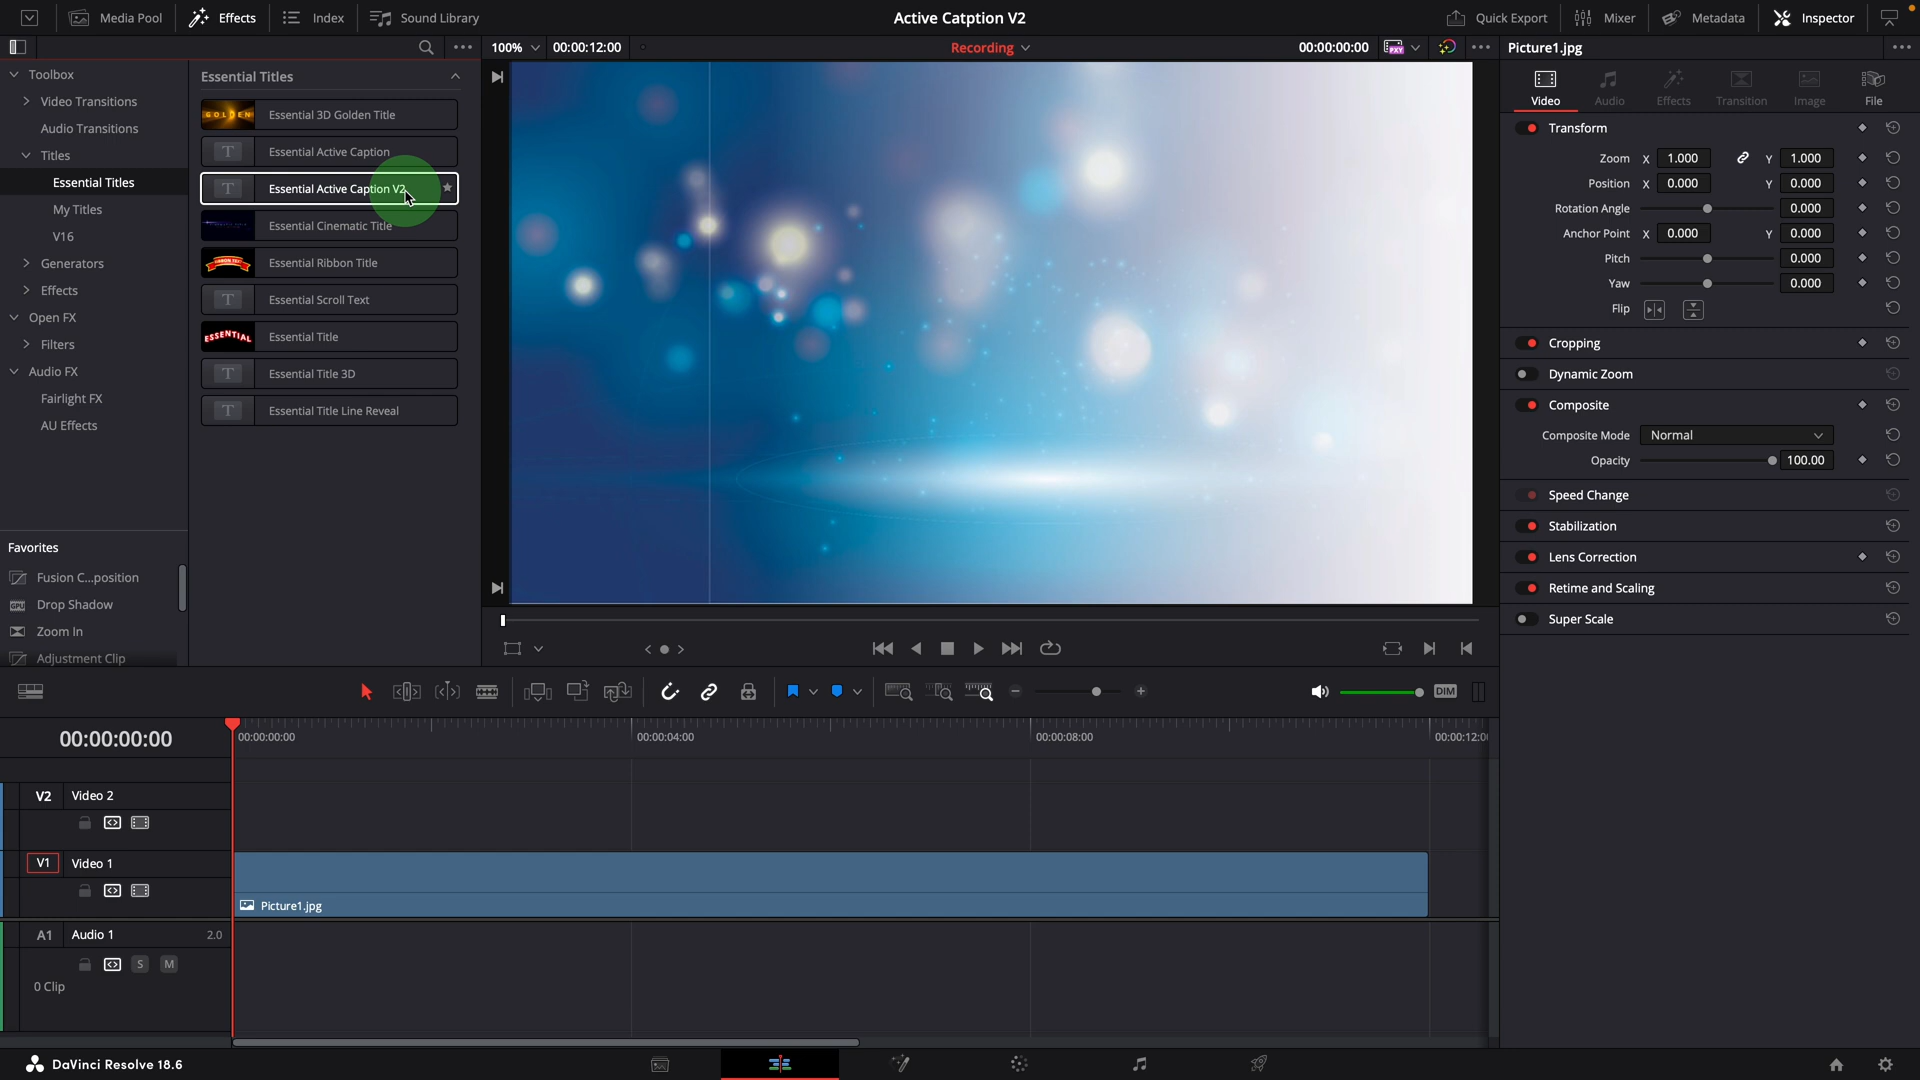 Media Pool
Effects
Index
Sound Library
Active Catption V2
Quick Export
Mixer
Metadata
Inspector
100%
00:00:12:00
Recording
00:00:00:00
PXY
Picture1.jpg
Toolbox
Video Transitions
Audio Transitions
Titles
Essential Titles
My Titles
V16
Generators
Effects
Open FX
Filters
Audio FX
Fairlight FX
AU Effects
Favorites
Fusion C...position
Drop Shadow
Zoom In
Adjustment Clip
Essential Titles
GOLDEN
Essential 3D Golden Title
T
Essential Active Caption
T
Essential Active Caption V2
Essential Cinematic Title
Essential Ribbon Title
T
Essential Scroll Text
ESSENTIAL
Essential Title
T
Essential Title 3D
T
Essential Title Line Reveal
Video
Audio
Effects
Transition
Image
File
Transform
Zoom X 1.000 Y 1.000
Position X 0.000 Y 0.000
Rotation Angle 0.000
Anchor Point X 0.000 Y 0.000
Pitch 0.000
Yaw 0.000
Flip
Cropping
Dynamic Zoom
Composite
Composite Mode Normal
Opacity 100.00
Speed Change
Stabilization
Lens Correction
Retime and Scaling
Super Scale
DIM
00:00:00:00
00:00:00:00
00:00:04:00
00:00:08:00
00:00:12:0
V2 Video 2
V1 Video 1
Picture1.jpg
A1 Audio 1 2.0
S M
0 Clip
DaVinci Resolve 18.6